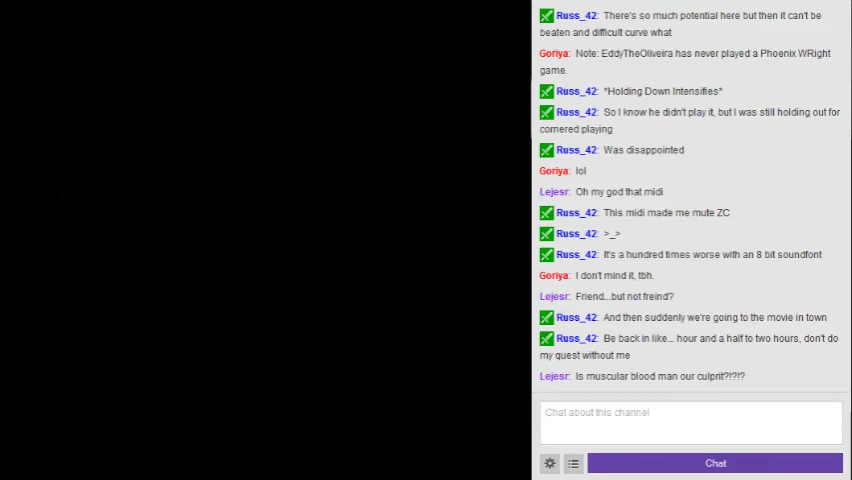 Russ_42: There's so much potential here but then it can't be
beaten and difficult curve what
Goriya: Note: EddyTheOliveira has never played a Phoenix WRight
game.
Russ_42: *Holding Down Intensifies*
Russ_42: So I know he didn't play it, but I was still holding out for
cornered playing
Russ_42: Was disappointed
Goriya: lol
Lejesr: Oh my god that midi
Russ_42: This midi made me mute ZC
Russ_42: >_>
Russ_42: It's a hundred times worse with an 8 bit soundfont
Goriya: I don't mind it, tbh.
Lejesr: Friend...but not freind?
Russ_42: And then suddenly we're going to the movie in town
Russ_42: Be back in like... hour and a half to two hours, don't do
my quest without me
Lejesr: Is muscular blood man our culprit?!?!?
Chat about this channel
Chat